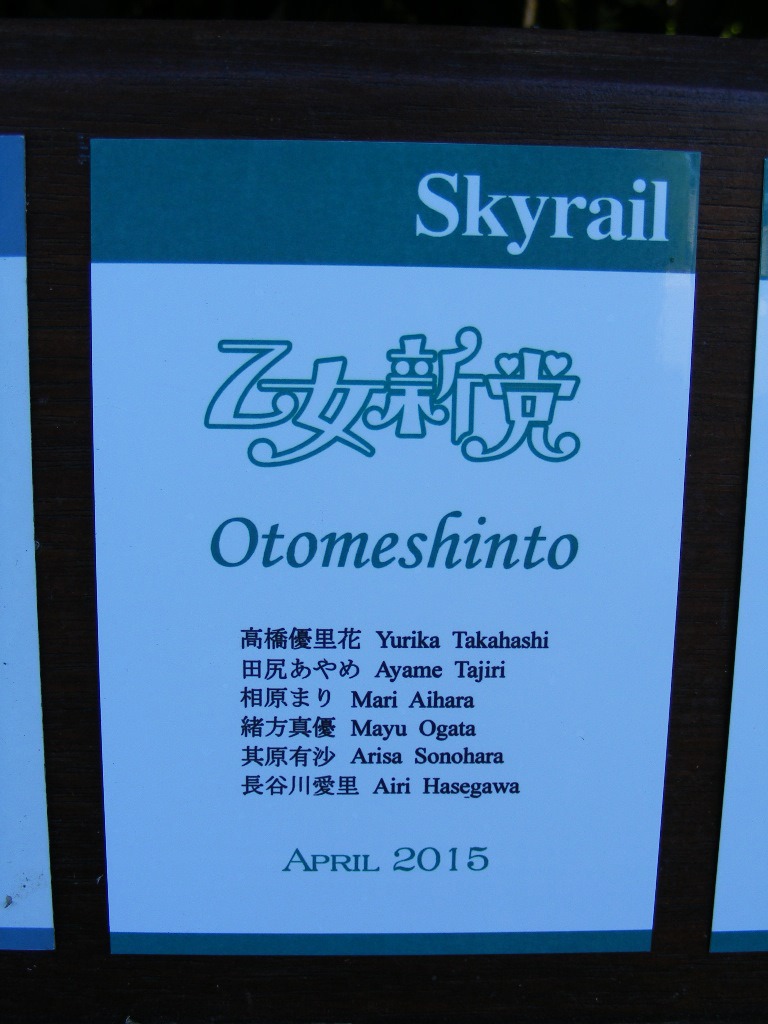 Skyrail
乙女新党
Otomeshinto
高橋優里花 Yurika Takahashi
田尻あやめ Ayame Tajiri
相原まり Mari Aihara
緒方真優 Mayu Ogata
其原有沙 Arisa Sonohara
長谷川愛里 Airi Hasegawa
APRIL 2015